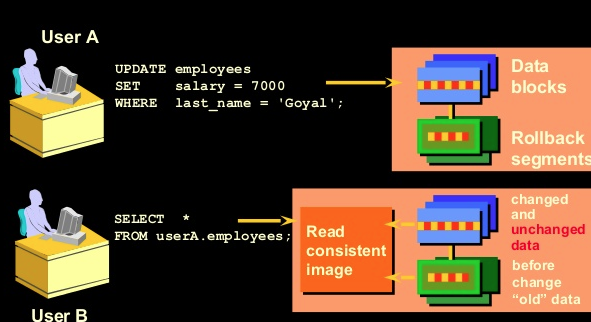 User A
UPDATE employees
SET salary = 7000
WHERE last_name = 'Goyal';
Data
blocks
Rollback
segments
User B
SELECT *
FROM userA.employees;
Read
consistent
image
changed
and
unchanged
data
before
change
“old” data